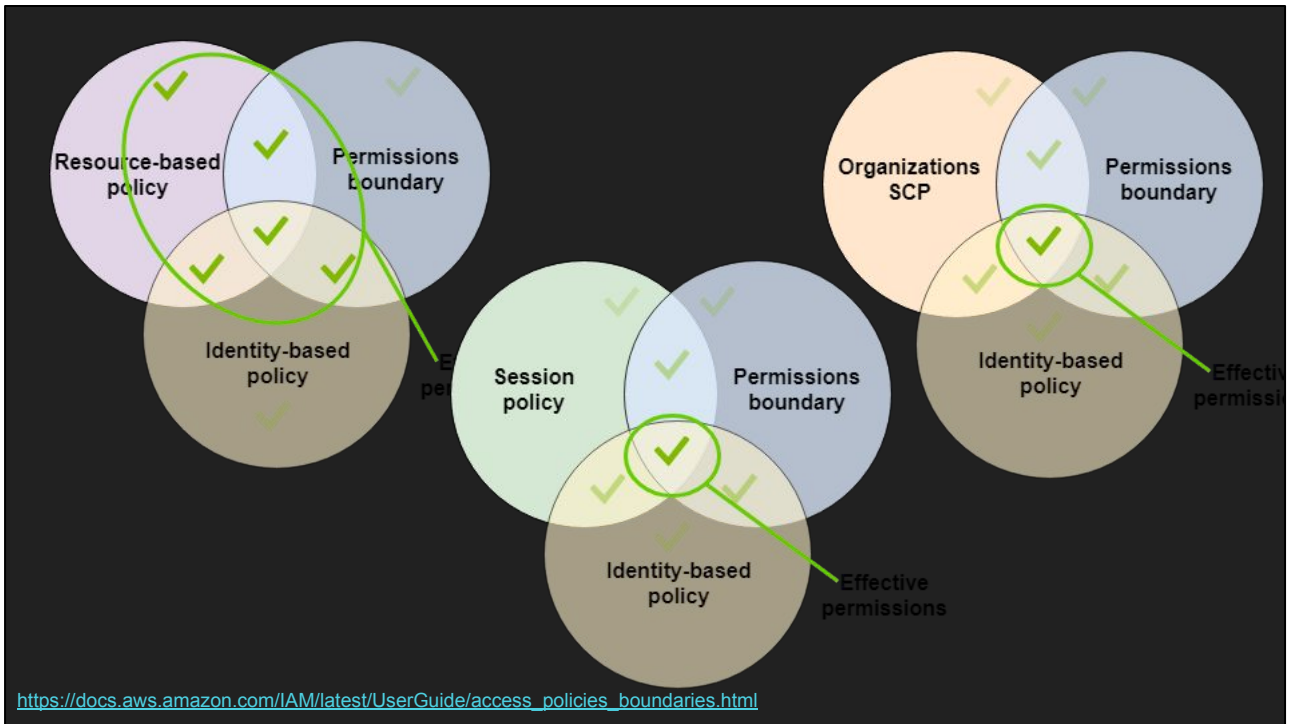 Resource-based
policy
Permissions
boundary
Identity-based
policy
Session
policy
Permissions
boundary
Identity-based
policy
Effective
permissions
Organizations
SCP
Permissions
boundary
Identity-based
policy
https://docs.aws.amazon.com/IAM/latest/UserGuide/access_policies_boundaries.html